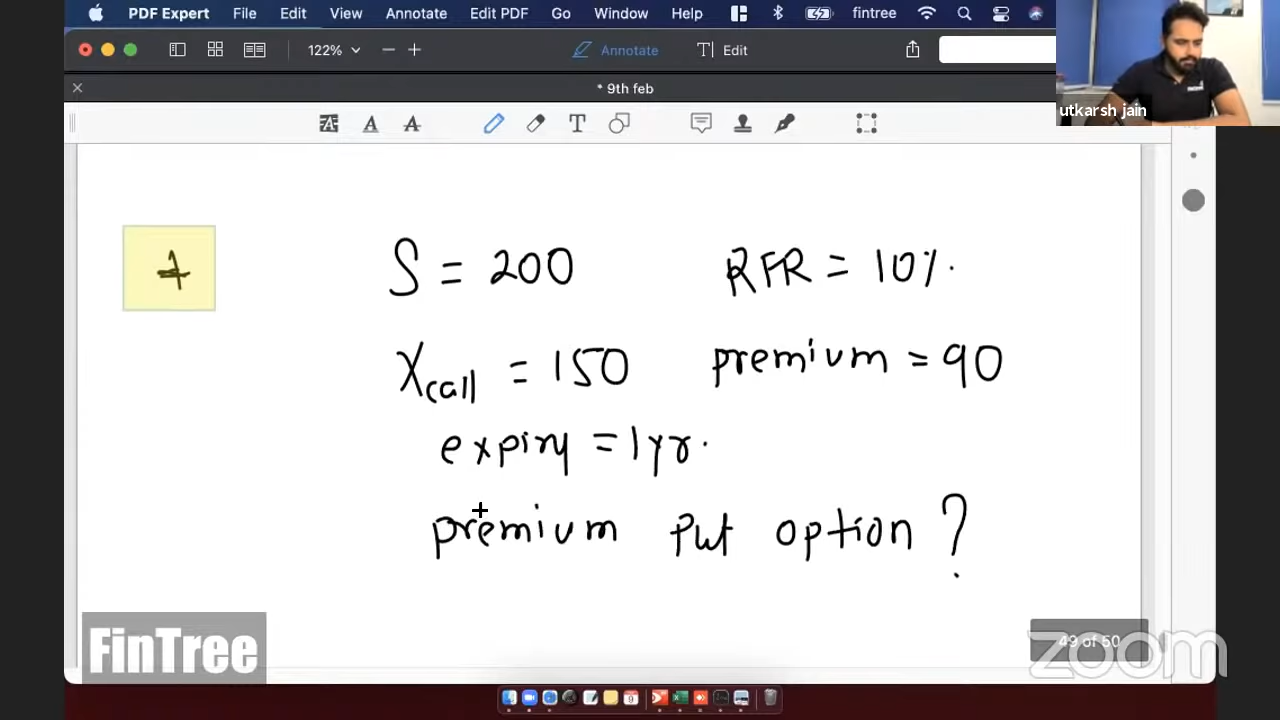 PDF Expert File Edit View Annotate Edit PDF Go Window Help fintree
122% Annotate T| Edit
* 9th feb
utkarsh jain
1
S = 200 RFR = 10%.
Xcall = 150 premium = 90
expiry = 1yr.
premium Put option ?
FinTree
49 of 50
zoom